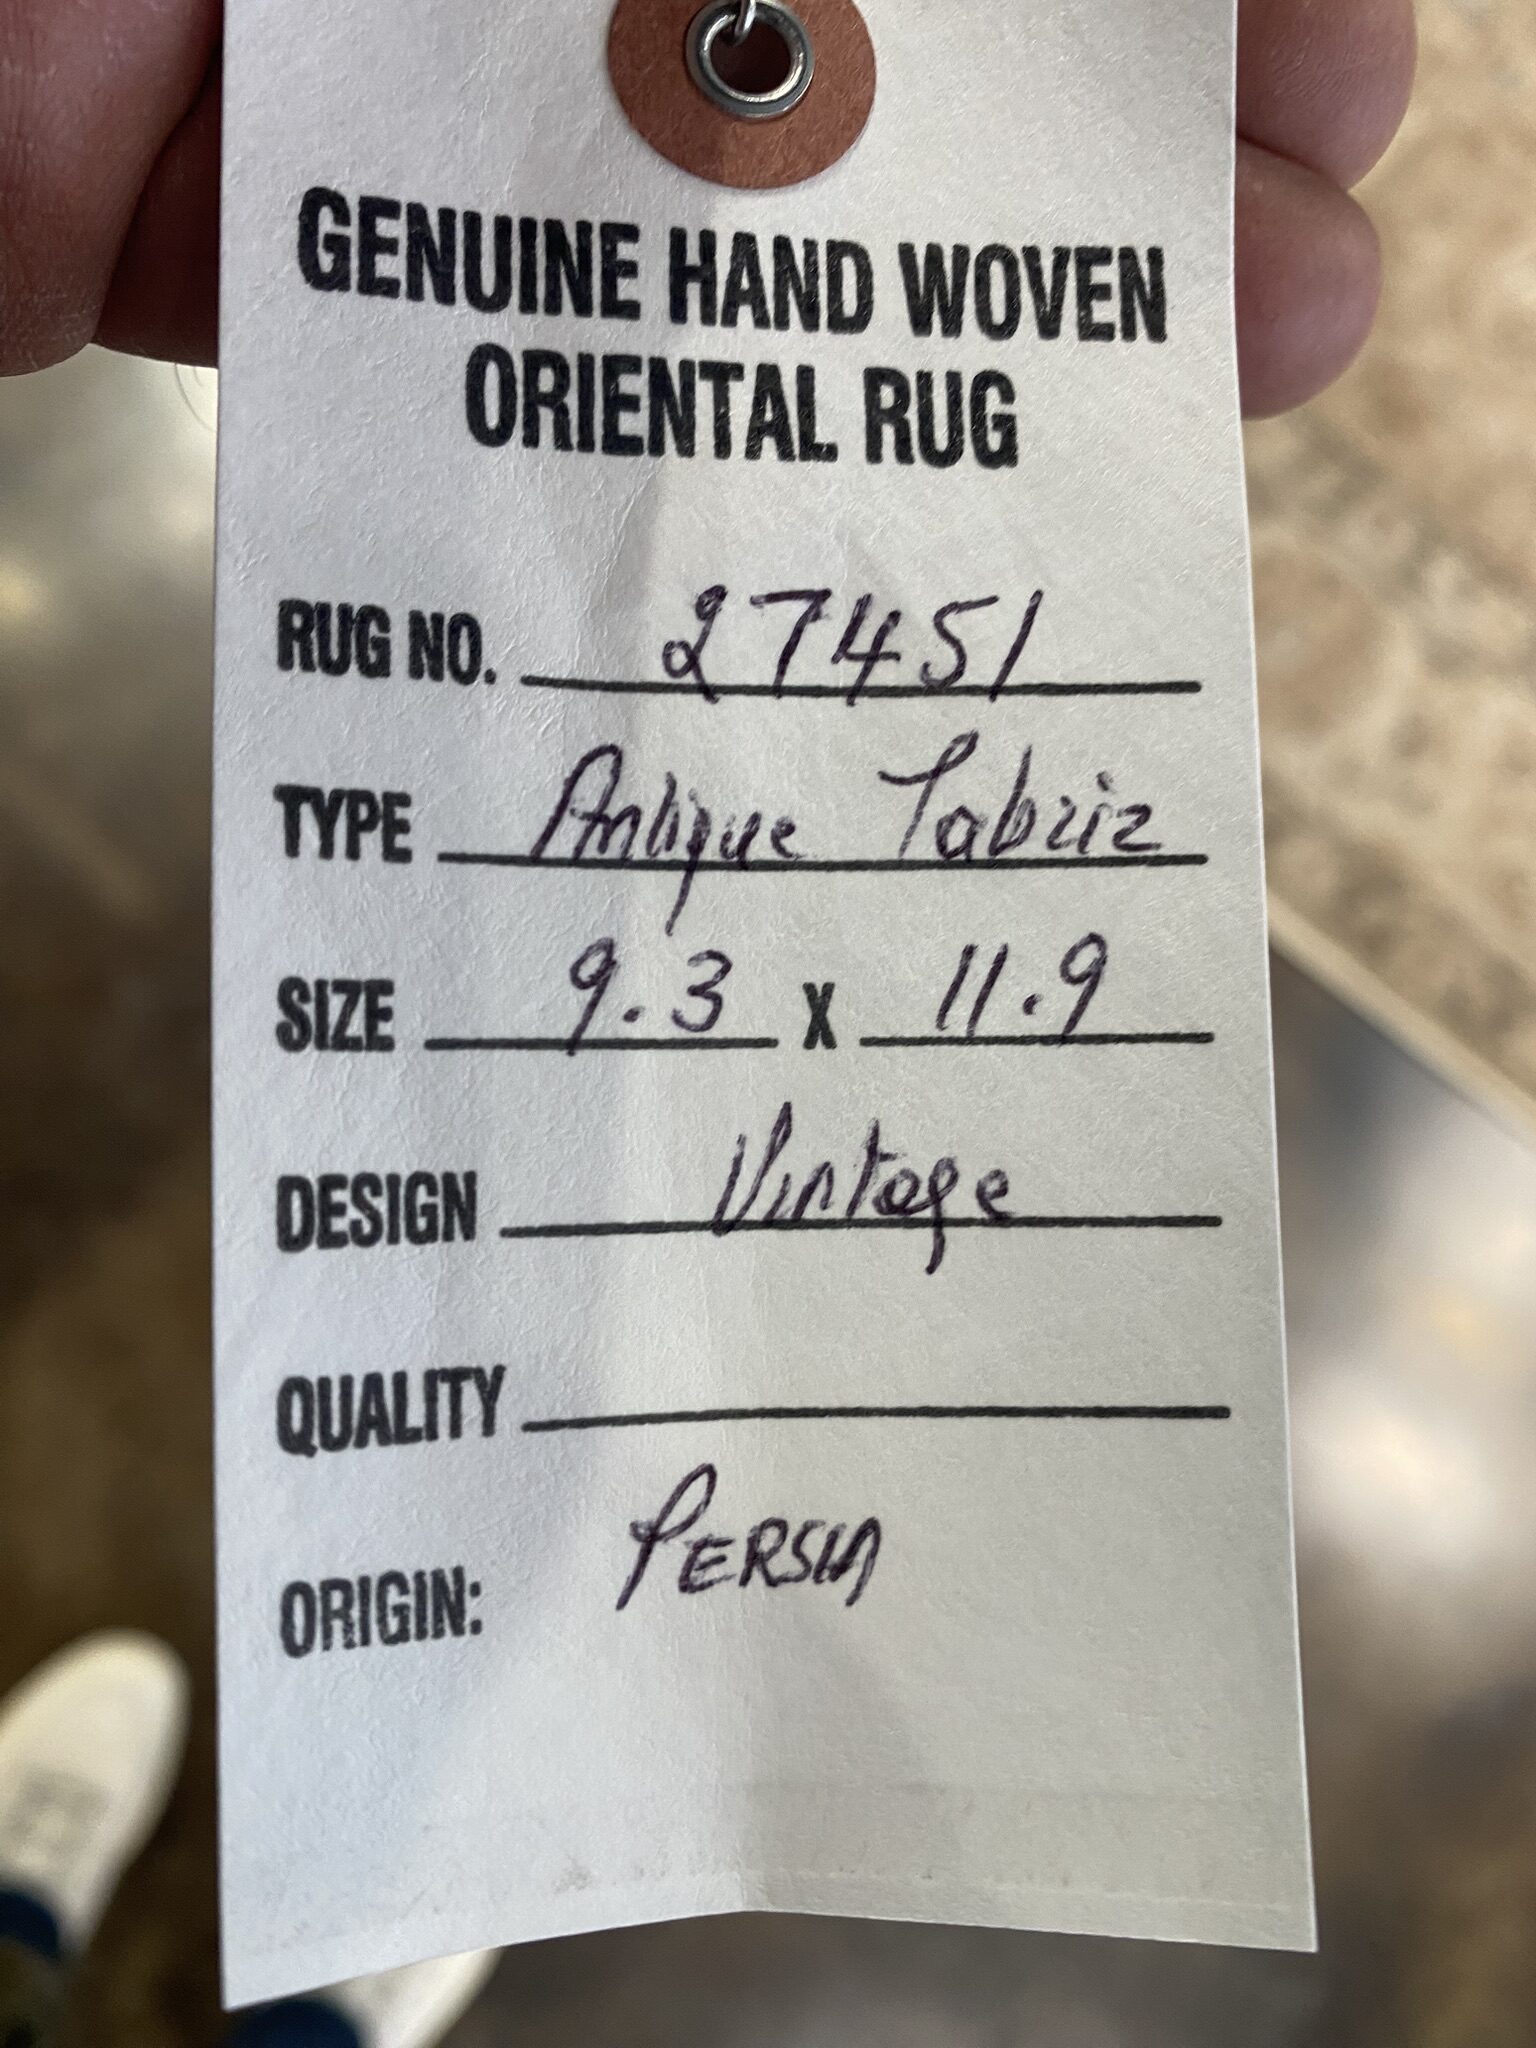 GENUINE HAND WOVEN
ORIENTAL RUG
RUG NO. 27451
TYPE Antique Tabriz
SIZE 9.3 X 11.9
DESIGN Vintage
QUALITY
ORIGIN: PERSIA